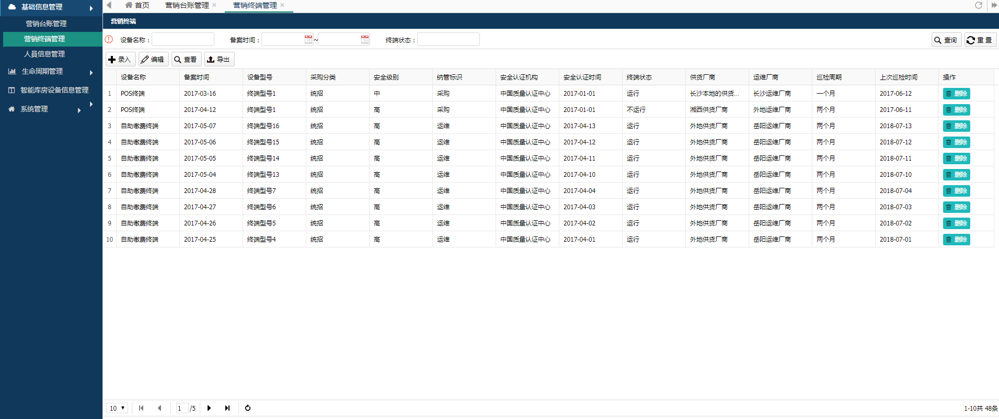 基础信息管理
营销台账管理
营销终端管理
人员信息管理
生命周期管理
智能库房设备信息管理
系统管理
首页 营销台账管理 营销终端管理
营销终端
设备名称： 备案时间： ~ 终端状态： 查询 重置
录入 编辑 查看 导出
设备名称 备案时间 设备型号 采购分类 安全级别 纳管标识 安全认证机构 安全认证时间 终端状态 供货厂商 运维厂商 巡检周期 上次巡检时间 操作
1 POS终端 2017-03-16 终端型号1 统招 中 采购 中国质量认证中心 2017-01-01 运行 长沙本地的供货... 长沙运维厂商 一个月 2017-06-12 删除
2 POS终端 2017-04-12 终端型号1 统招 高 采购 中国质量认证中心 2017-01-01 不运行 湘西供货厂商 外地运维厂商 两个月 2017-06-11 删除
3 自助缴费终端 2017-05-07 终端型号16 统招 高 运维 中国质量认证中心 2017-04-13 运行 外地供货厂商 岳阳运维厂商 两个月 2018-07-13 删除
4 自助缴费终端 2017-05-06 终端型号15 统招 高 运维 中国质量认证中心 2017-04-12 运行 外地供货厂商 岳阳运维厂商 两个月 2018-07-12 删除
5 自助缴费终端 2017-05-05 终端型号14 统招 高 运维 中国质量认证中心 2017-04-11 运行 外地供货厂商 岳阳运维厂商 两个月 2018-07-11 删除
6 自助缴费终端 2017-05-04 终端型号13 统招 高 运维 中国质量认证中心 2017-04-10 运行 外地供货厂商 岳阳运维厂商 两个月 2018-07-10 删除
7 自助缴费终端 2017-04-28 终端型号7 统招 高 运维 中国质量认证中心 2017-04-04 运行 外地供货厂商 岳阳运维厂商 两个月 2018-07-04 删除
8 自助缴费终端 2017-04-27 终端型号6 统招 高 运维 中国质量认证中心 2017-04-03 运行 外地供货厂商 岳阳运维厂商 两个月 2018-07-03 删除
9 自助缴费终端 2017-04-26 终端型号5 统招 高 运维 中国质量认证中心 2017-04-02 运行 外地供货厂商 岳阳运维厂商 两个月 2018-07-02 删除
10 自助缴费终端 2017-04-25 终端型号4 统招 高 运维 中国质量认证中心 2017-04-01 运行 外地供货厂商 岳阳运维厂商 两个月 2018-07-01 删除
10 1 /5 1-10共 48条